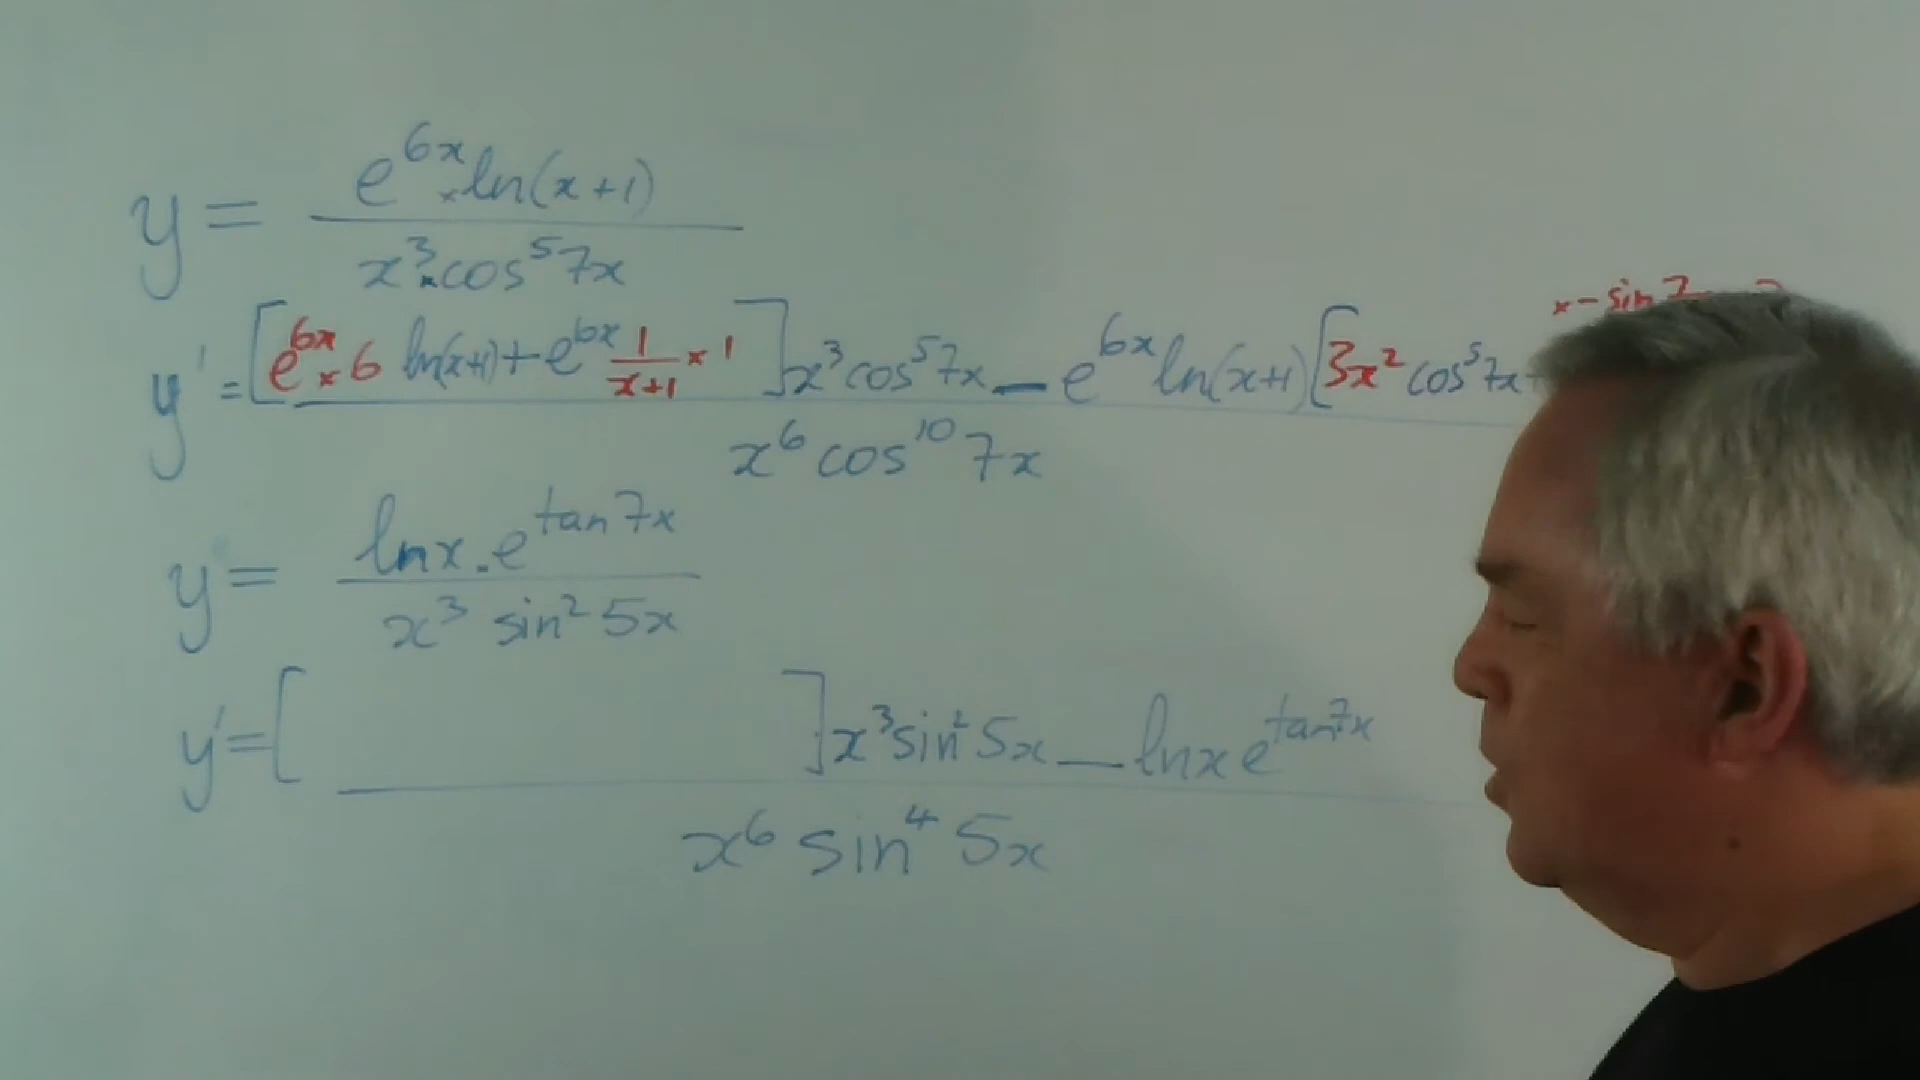 y = e^{6x} × ln(x+1) / x^3 × cos^5 7x
× - sin 7
y' = [e^{6x} × 6 ln(x+1) + e^{6x} 1/(x+1) × 1] x^3 cos^5 7x - e^{6x} ln(x+1) [3x^2 cos^5 7x +
x^6 cos^{10} 7x
y = ln x . e^{tan 7x} / x^3 sin^2 5x
y' = [ ] x^3 sin^2 5x - ln x e^{tan 7x}
x^6 sin^4 5x